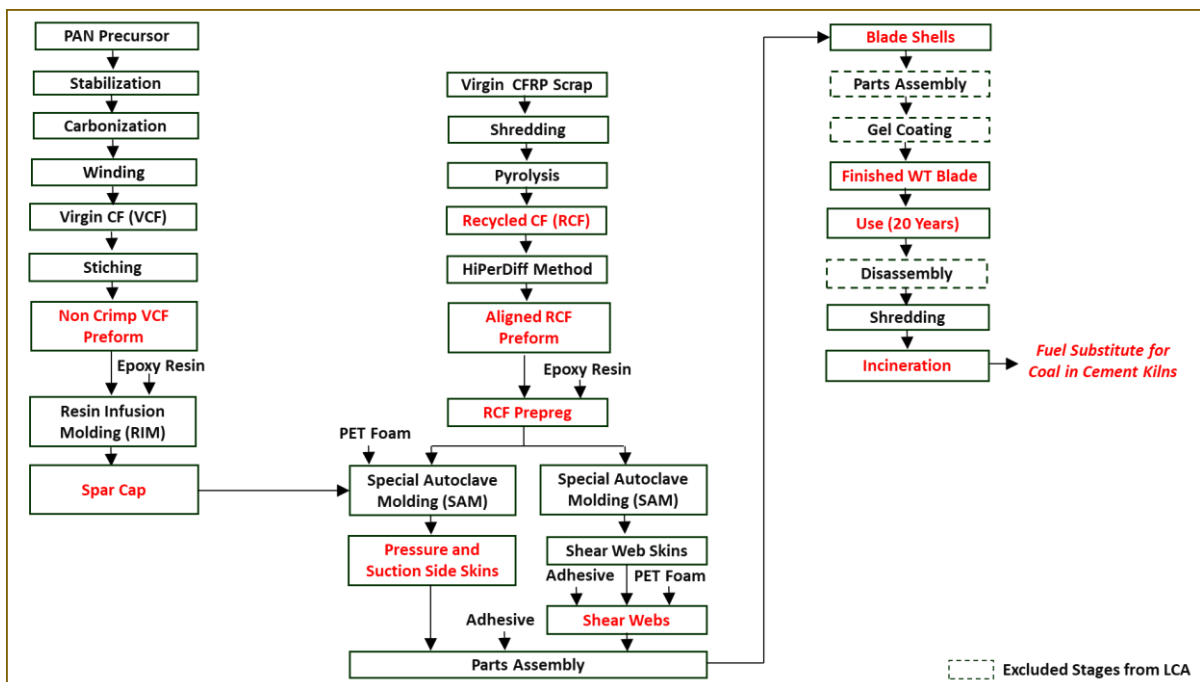 PAN Precursor
Stabilization
Carbonization
Winding
Virgin CF (VCF)
Stiching
Non Crimp VCF
Preform
Epoxy Resin
Resin Infusion
Molding (RIM)
Spar Cap
Virgin CFRP Scrap
Shredding
Pyrolysis
Recycled CF (RCF)
HiPerDiff Method
Aligned RCF
Preform
Epoxy Resin
RCF Prepreg
PET Foam
Special Autoclave
Molding (SAM)
Pressure and
Suction Side Skins
Special Autoclave
Molding (SAM)
Shear Web Skins
Adhesive
PET Foam
Shear Webs
Adhesive
Parts Assembly
Blade Shells
Parts Assembly
Gel Coating
Finished WT Blade
Use (20 Years)
Disassembly
Shredding
Incineration
Fuel Substitute for
Coal in Cement Kilns
Excluded Stages from LCA